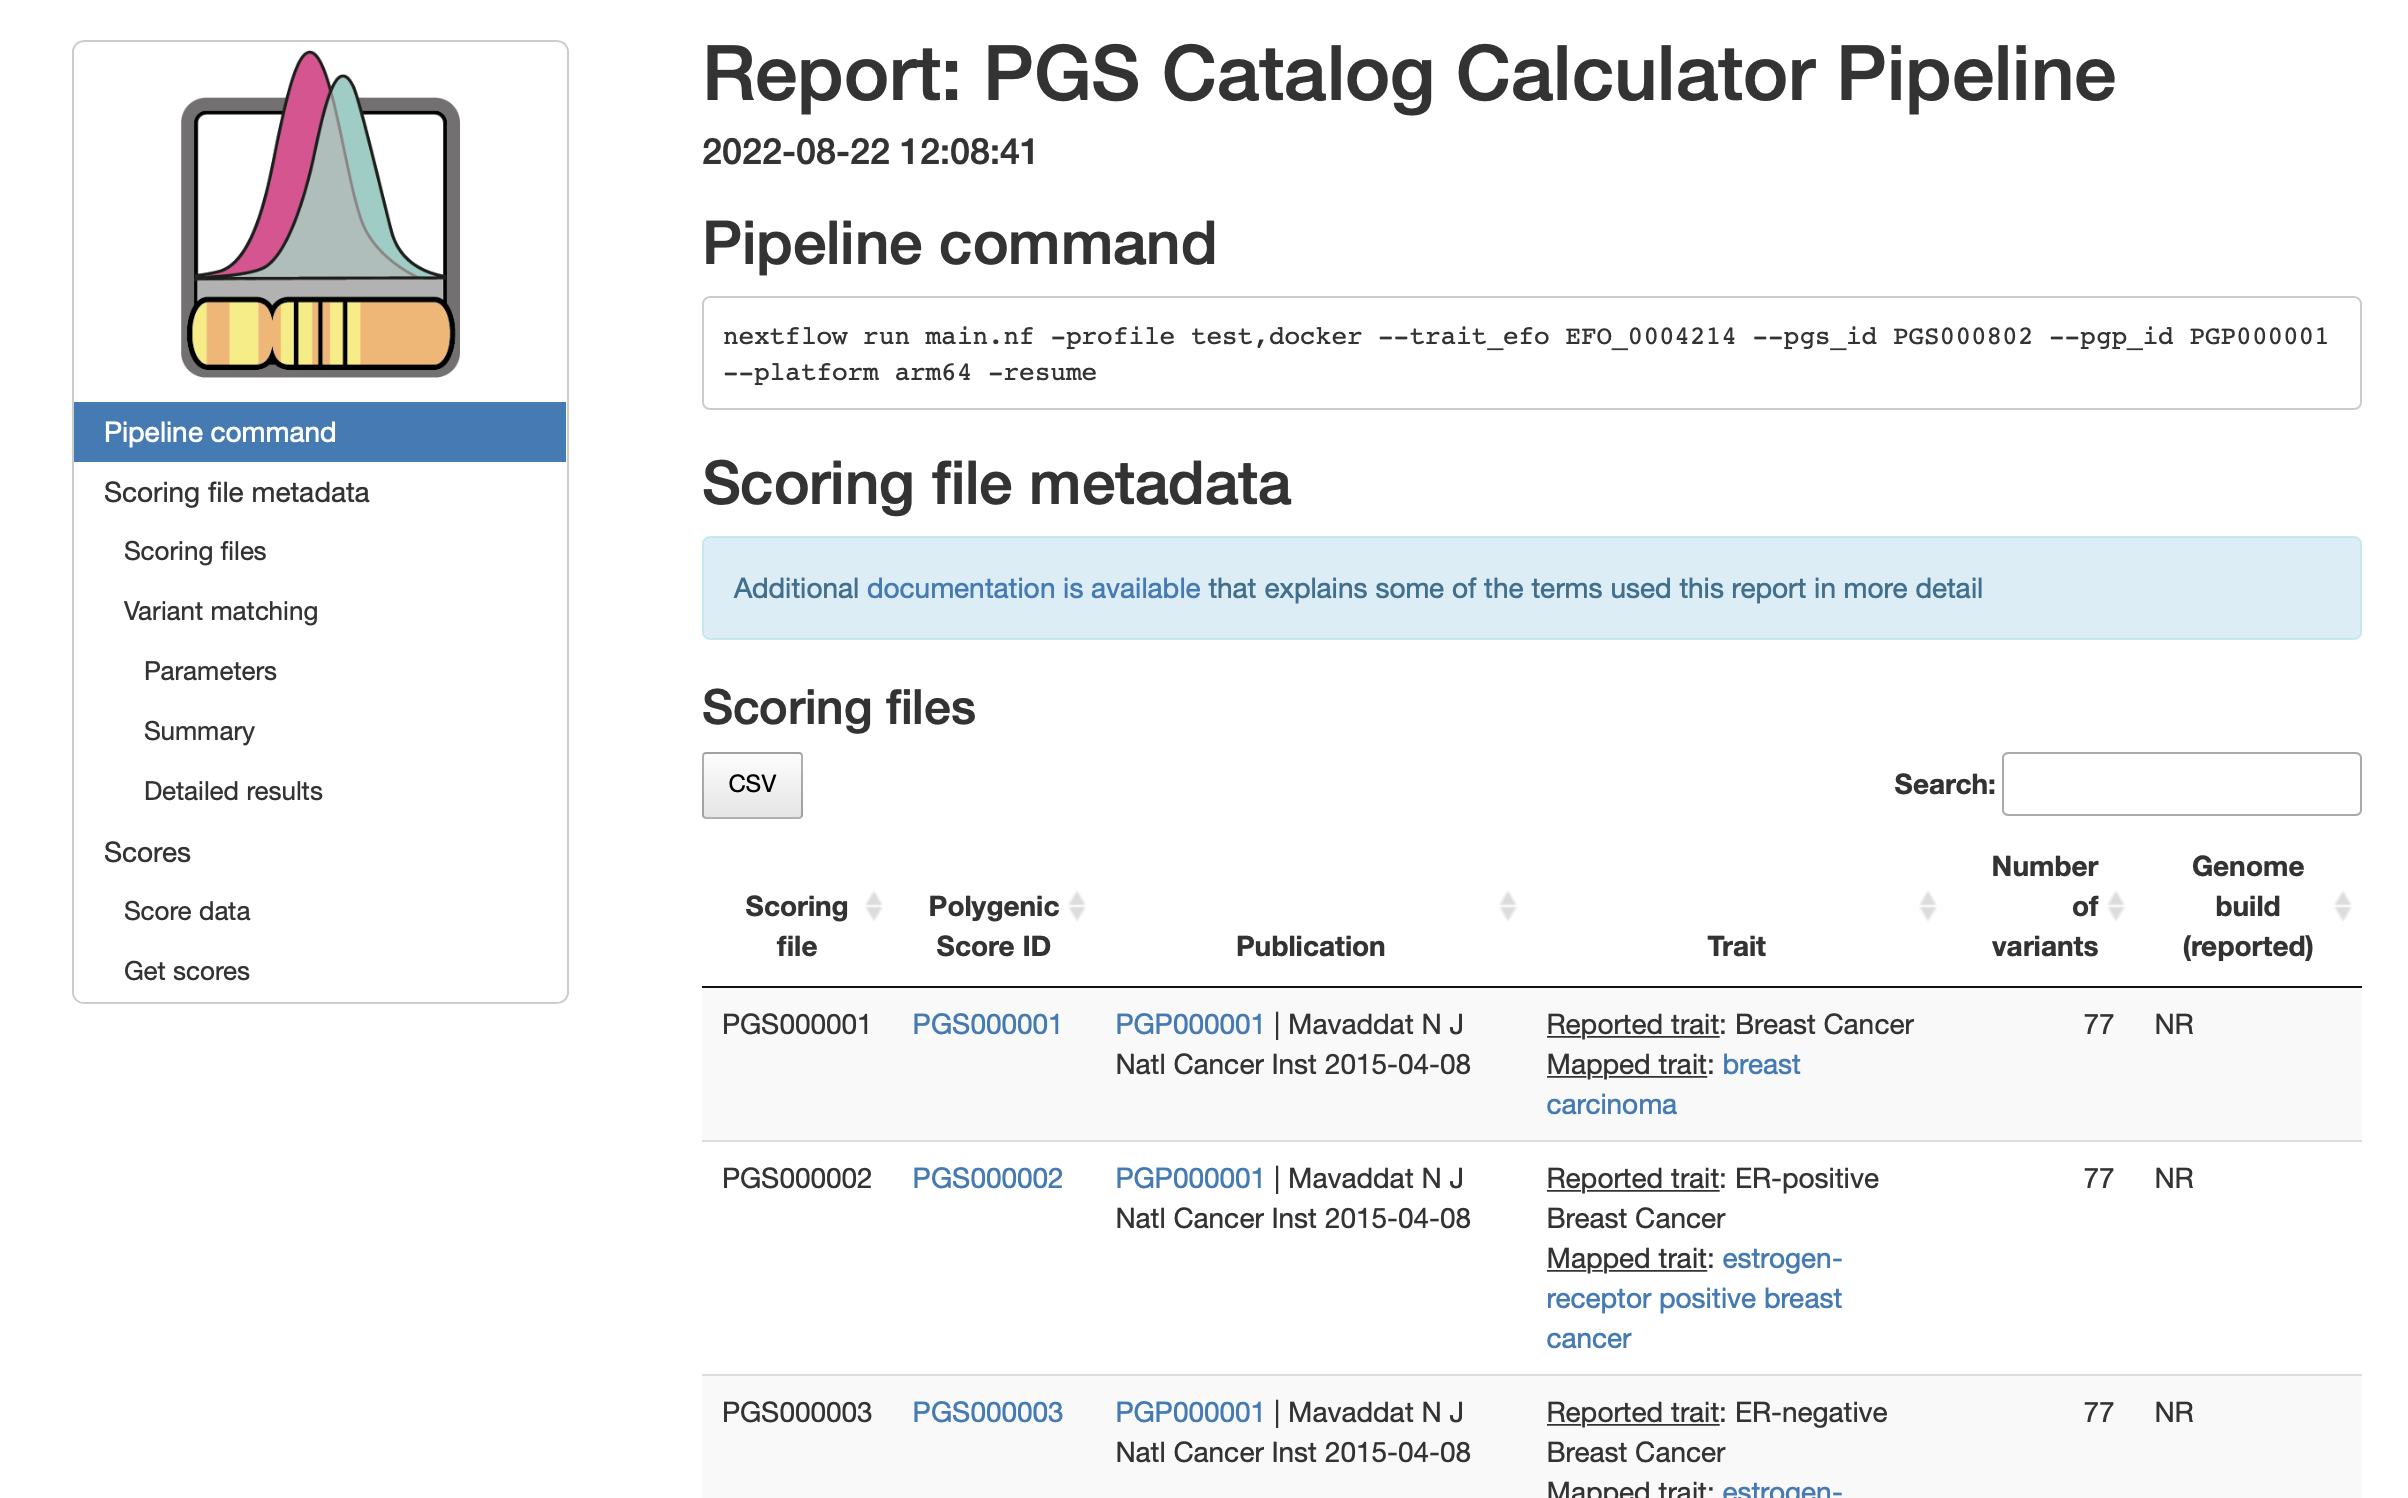 Report: PGS Catalog Calculator Pipeline
2022-08-22 12:08:41
Pipeline command
nextflow run main.nf -profile test,docker --trait_efo EFO_0004214 --pgs_id PGS000802 --pgp_id PGP000001
--platform arm64 -resume
Pipeline command
Scoring file metadata
Scoring files
Variant matching
Parameters
Summary
Detailed results
Scores
Score data
Get scores
Scoring file metadata
Additional documentation is available that explains some of the terms used this report in more detail
Scoring files
CSV
Search:
Scoring
file
Polygenic
Score ID
Publication
Trait
Number
of
variants
Genome
build
(reported)
PGS000001
PGS000001
PGP000001 | Mavaddat N J
Natl Cancer Inst 2015-04-08
Reported trait: Breast Cancer
Mapped trait: breast
carcinoma
77
NR
PGS000002
PGS000002
PGP000001 | Mavaddat N J
Natl Cancer Inst 2015-04-08
Reported trait: ER-positive
Breast Cancer
Mapped trait: estrogen-
receptor positive breast
cancer
77
NR
PGS000003
PGS000003
PGP000001 | Mavaddat N J
Natl Cancer Inst 2015-04-08
Reported trait: ER-negative
Breast Cancer
Mapped trait: estrogen-
77
NR